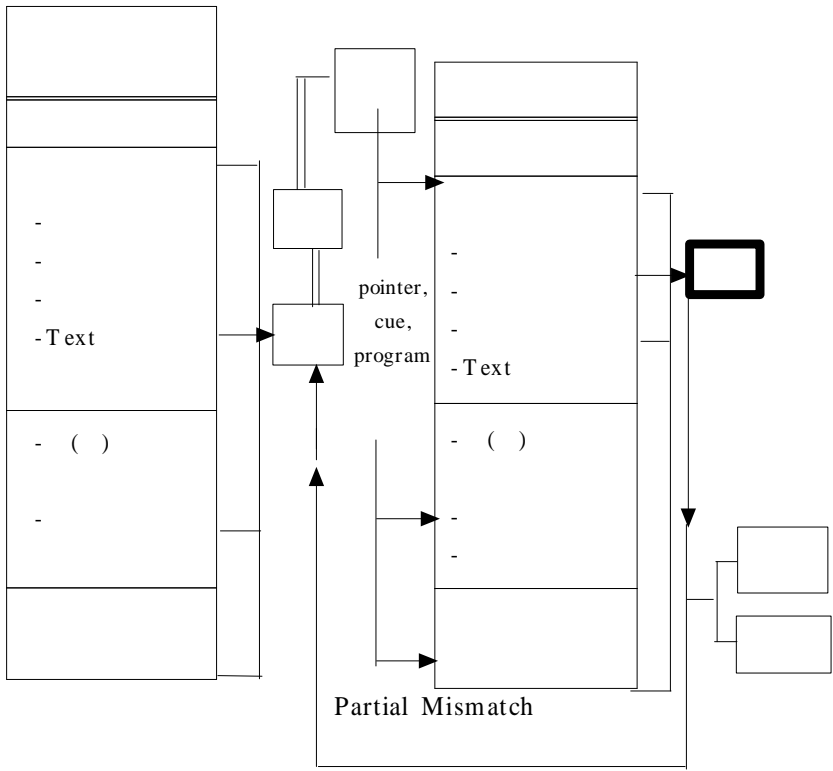 -
-
-
-Text
- ( )
-
pointer,
cue,
program
-
-
-
-Text
- ( )
-
-
Partial Mismatch